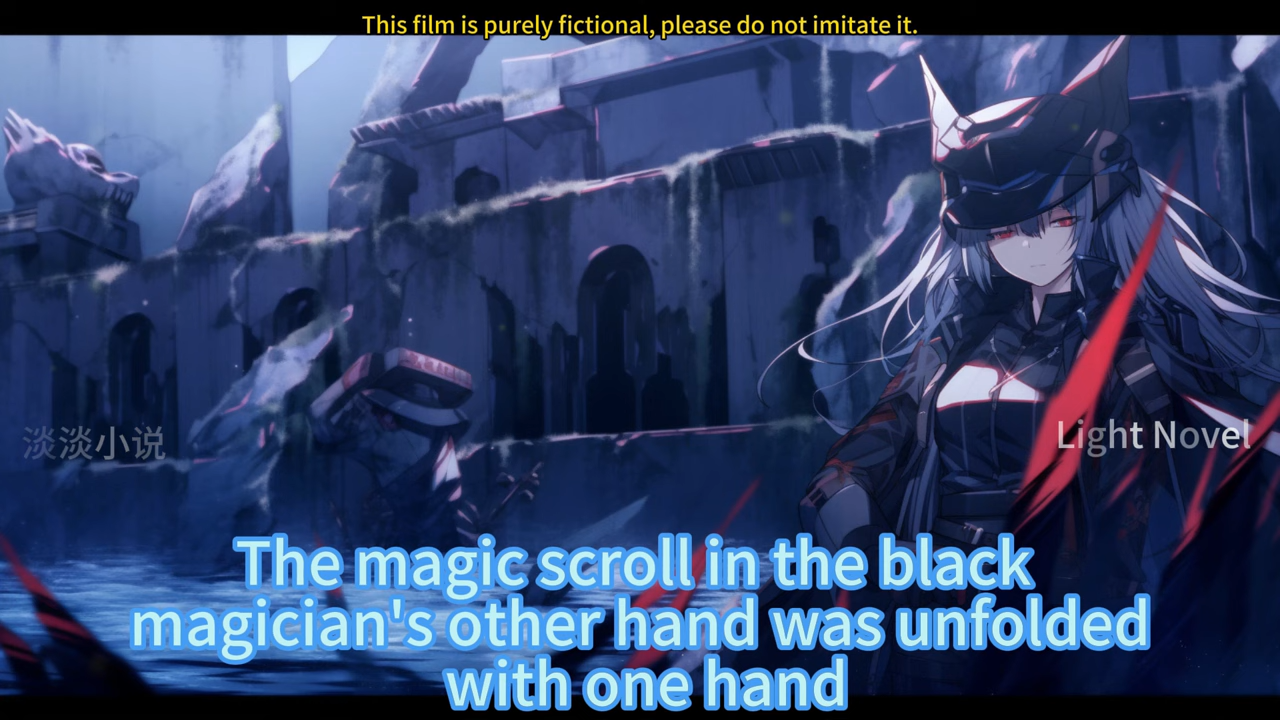 This film is purely fictional, please do not imitate it.
淡淡小说
Light Novel
The magic scroll in the black
magician's other hand was unfolded
with one hand